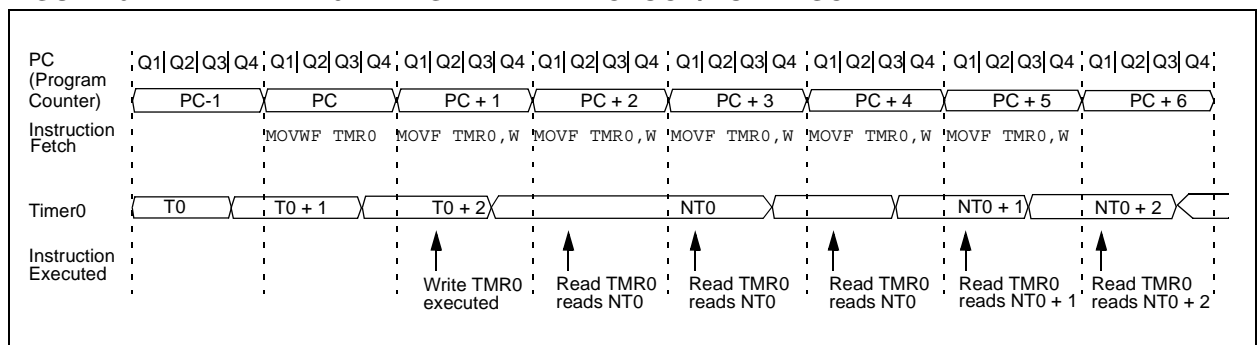 PC
(Program
Counter)
Q1 Q2 Q3 Q4 Q1 Q2 Q3 Q4 Q1 Q2 Q3 Q4 Q1 Q2 Q3 Q4 Q1 Q2 Q3 Q4 Q1 Q2 Q3 Q4 Q1 Q2 Q3 Q4 Q1 Q2 Q3 Q4
PC-1 PC PC + 1 PC + 2 PC + 3 PC + 4 PC + 5 PC + 6
Instruction
Fetch
MOVWF TMR0 MOVF TMR0,W MOVF TMR0,W MOVF TMR0,W MOVF TMR0,W MOVF TMR0,W
Timer0
T0 T0 + 1 T0 + 2 NT0 NT0 + 1 NT0 + 2
Instruction
Executed
Write TMR0
executed
Read TMR0
reads NT0
Read TMR0
reads NT0
Read TMR0
reads NT0
Read TMR0
reads NT0 + 1
Read TMR0
reads NT0 + 2